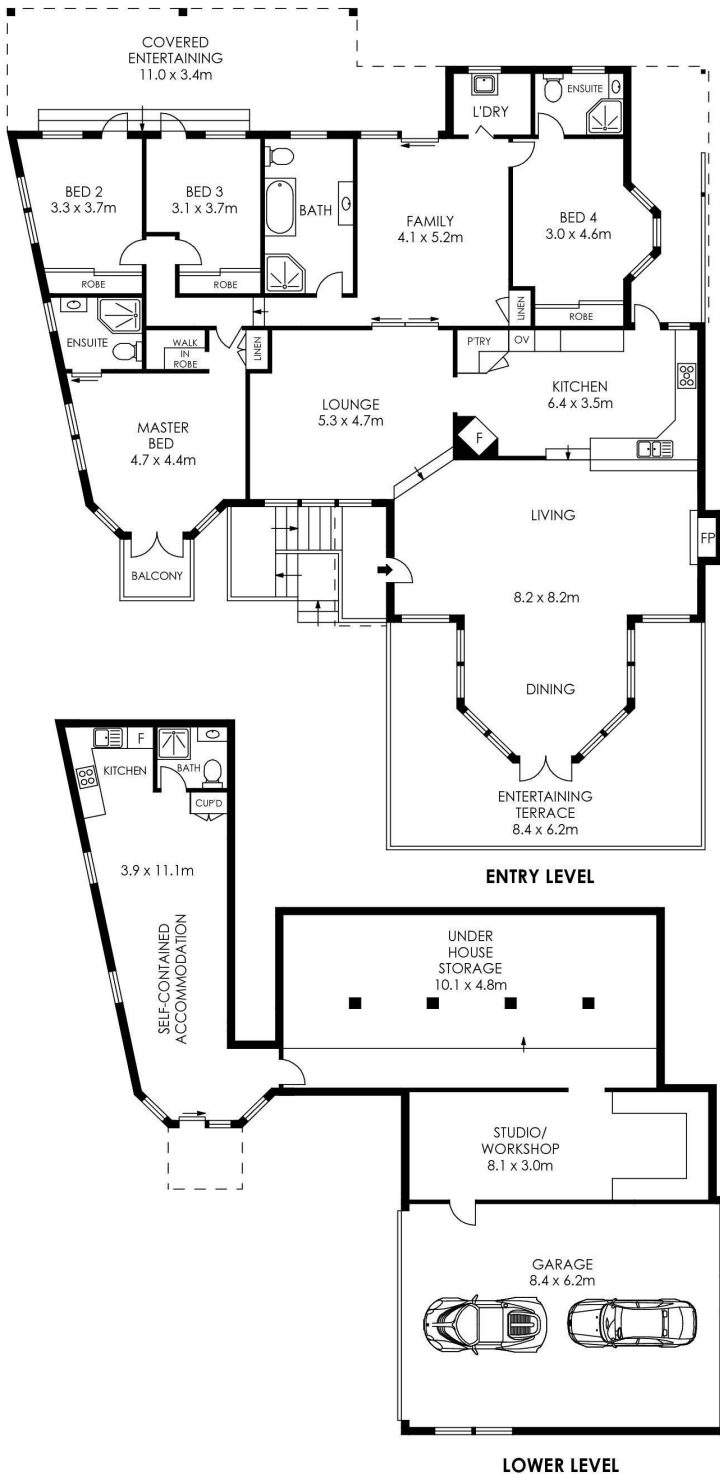 COVERED
ENTERTAINING
11.0 x 3.4m
L'DRY
ENSUITE
BED 2
3.3 x 3.7m
BED 3
3.1 x 3.7m
BATH
FAMILY
4.1 x 5.2m
BED 4
3.0 x 4.6m
ROBE
ROBE
LINEN
ROBE
ENSUITE
WALK
IN
ROBE
LINEN
P'TRY
OV
LOUNGE
5.3 x 4.7m
KITCHEN
6.4 x 3.5m
MASTER
BED
4.7 x 4.4m
F
LIVING
FP
BALCONY
8.2 x 8.2m
DINING
ENTERTAINING
TERRACE
8.4 x 6.2m
ENTRY LEVEL
F
KITCHEN
BATH
CUP'D
3.9 x 11.1m
SELF-CONTAINED
ACCOMMODATION
UNDER
HOUSE
STORAGE
10.1 x 4.8m
STUDIO/
WORKSHOP
8.1 x 3.0m
GARAGE
8.4 x 6.2m
LOWER LEVEL